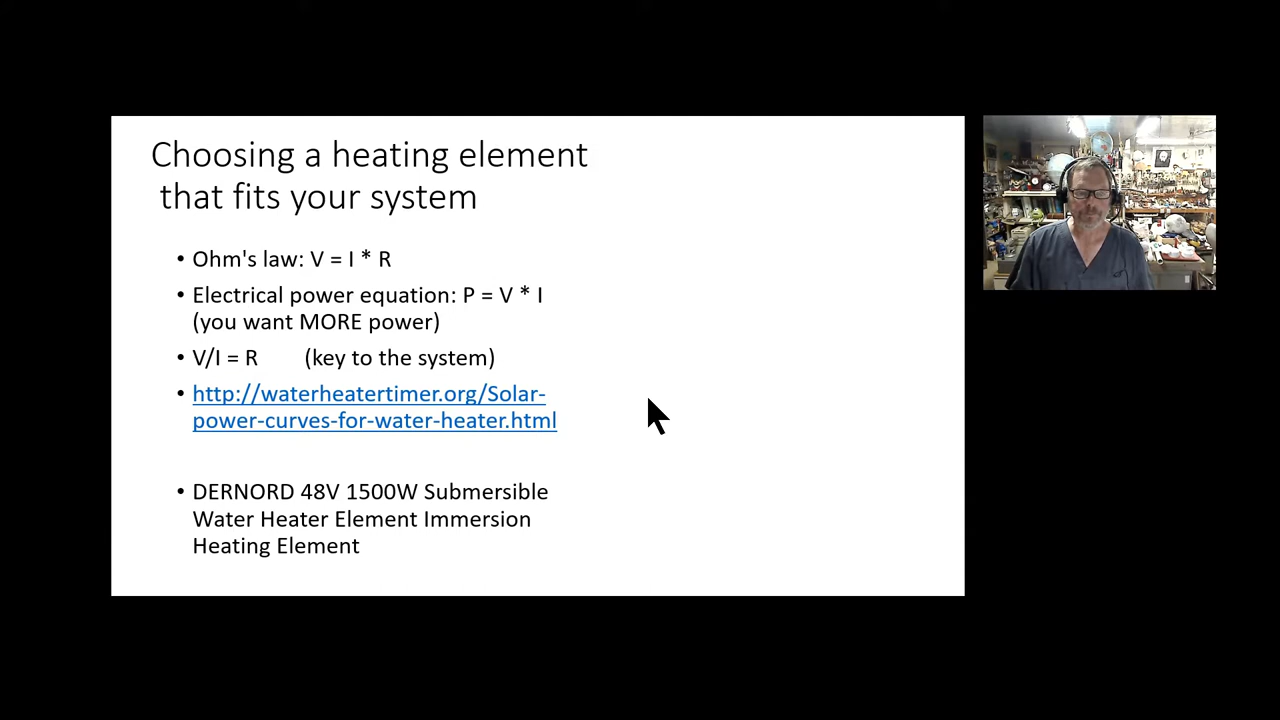 Choosing a heating element
that fits your system
• Ohm's law: V = I * R
• Electrical power equation: P = V * I
(you want MORE power)
• V/I = R (key to the system)
• http://waterheatertimer.org/Solar-
power-curves-for-water-heater.html
• DERNORD 48V 1500W Submersible
Water Heater Element Immersion
Heating Element